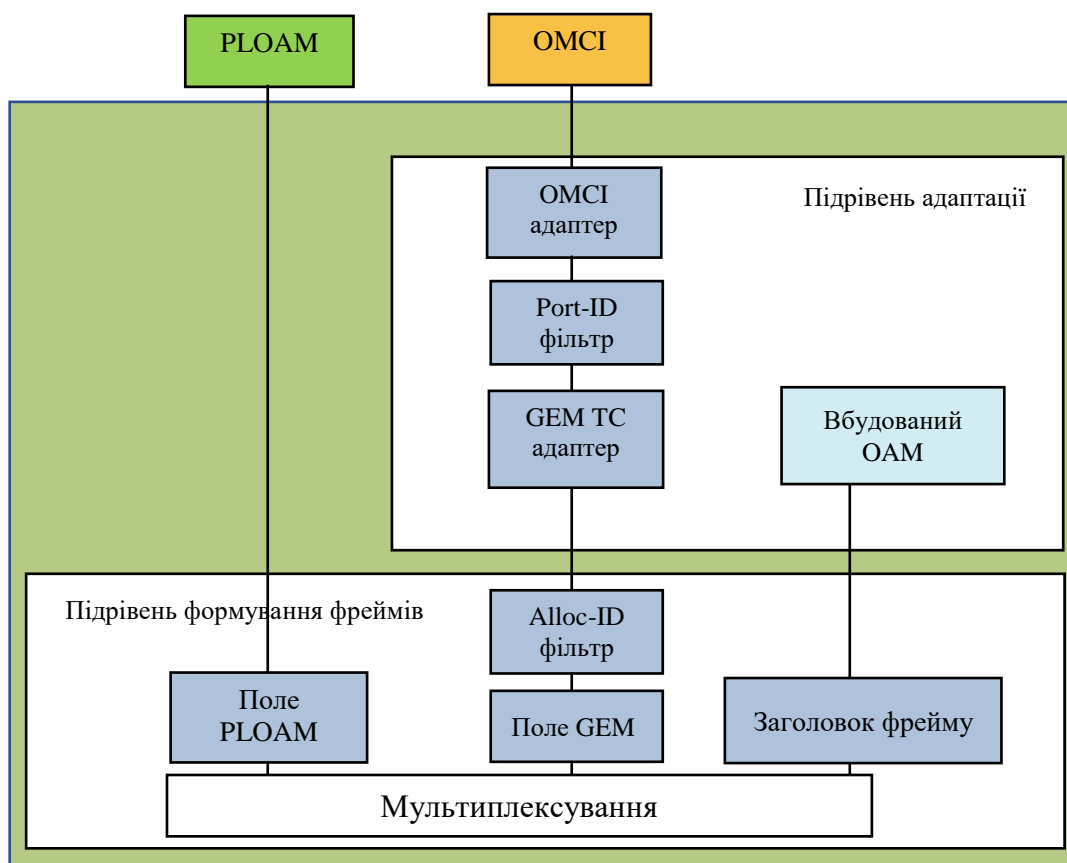 PLOAM
OMCI
OMCI
адаптер
Підрівень адаптації
Port-ID
фільтр
GEM TC
адаптер
Вбудований
OAM
Підрівень формування фреймів
Alloc-ID
фільтр
Поле
PLOAM
Поле GEM
Заголовок фрейму
Мультиплексування